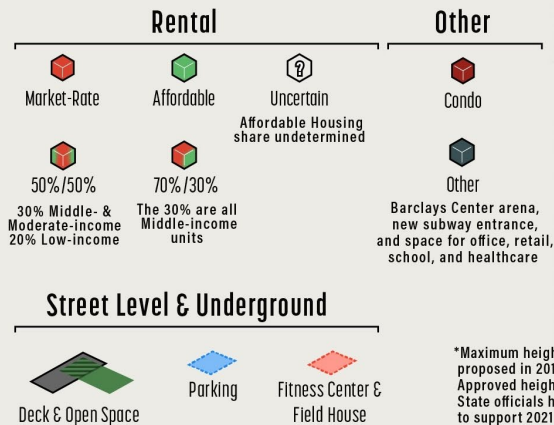 Rental
Other
Market-Rate
Affordable
Uncertain
Affordable Housing
share undetermined
Condo
50%/50%
30% Middle- &
Moderate-income
20% Low-income
70%/30%
The 30% are all
Middle-income
units
Other
Barclays Center arena,
new subway entrance,
and space for office, retail,
school, and healthcare
Street Level & Underground
Deck & Open Space
Parking
Fitness Center &
Field House
*Maximum heigh
proposed in 201
Approved heigh
State officials h
to support 2021